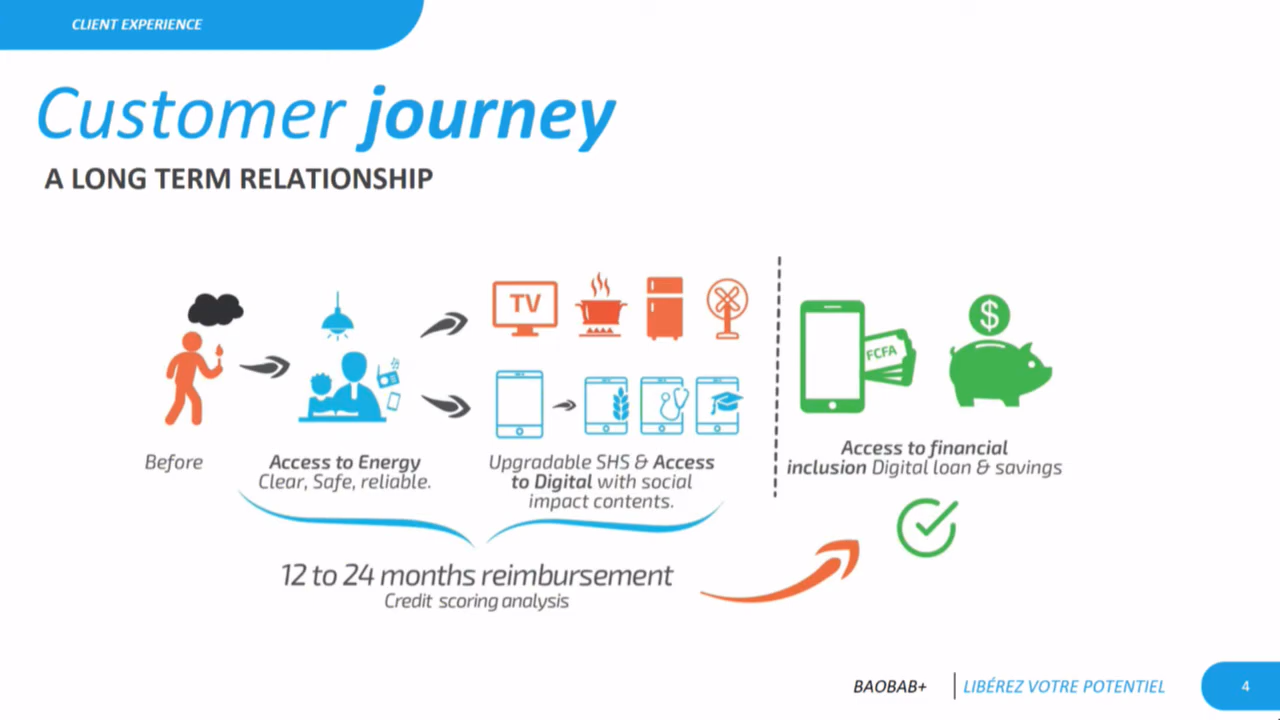 CLIENT EXPERIENCE
Customer journey
A LONG TERM RELATIONSHIP
TV
FCFA
$
Before
Access to Energy
Clear, Safe, reliable.
Upgradable SHS & Access
to Digital with social
impact contents.
Access to financial
inclusion Digital loan & savings
12 to 24 months reimbursement
Credit scoring analysis
BAOBAB+ | LIBÉREZ VOTRE POTENTIEL
4